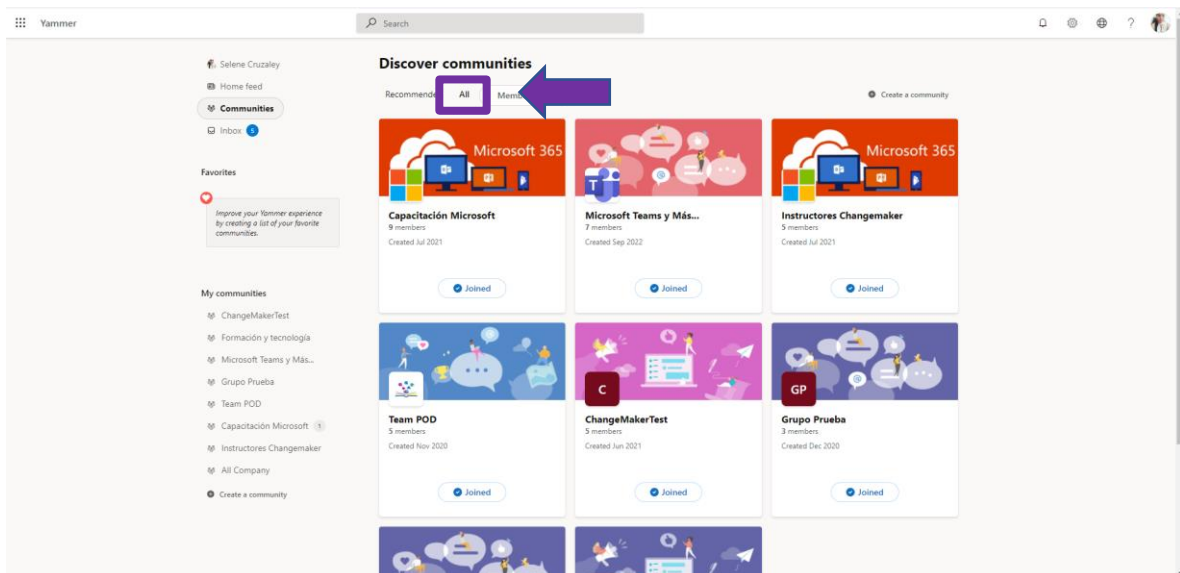 Yammer
Search
?
Selene Cruzaley
Home feed
Communities
Inbox 5
Favorites
Improve your Yammer experience
by creating a list of your favorite
communities.
My communities
ChangeMakerTest
Formación y tecnología
Microsoft Teams y Más...
Grupo Prueba
Team POD
Capacitación Microsoft 1
Instructores Changemaker
All Company
Create a community
Discover communities
Recommende All Memb
Create a community
Microsoft 365
Capacitación Microsoft
9 members
Created Jul 2021
Joined
T
Microsoft Teams y Más...
7 members
Created Sep 2022
Joined
Microsoft 365
Instructores Changemaker
5 members
Created Jul 2021
Joined
Team POD
5 members
Created Nov 2020
Joined
C
ChangeMakerTest
5 members
Created Jun 2021
Joined
GP
Grupo Prueba
3 members
Created Dec 2020
Joined